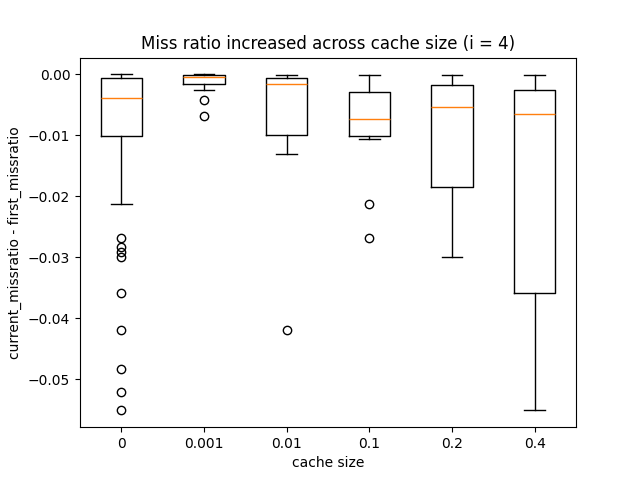 Miss ratio increased across cache size (i = 4)
current_missratio - first_missratio
0.00
−0.01
−0.02
−0.03
−0.04
−0.05
0 0.001 0.01 0.1 0.2 0.4
cache size